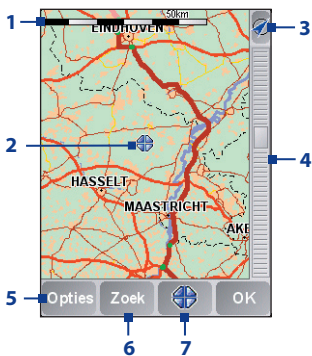 50km
1
EINDHOVEN
3
2
4
HASSELT
MAASTRICHT
AKE
5
Opties
Zoek
OK
6
7